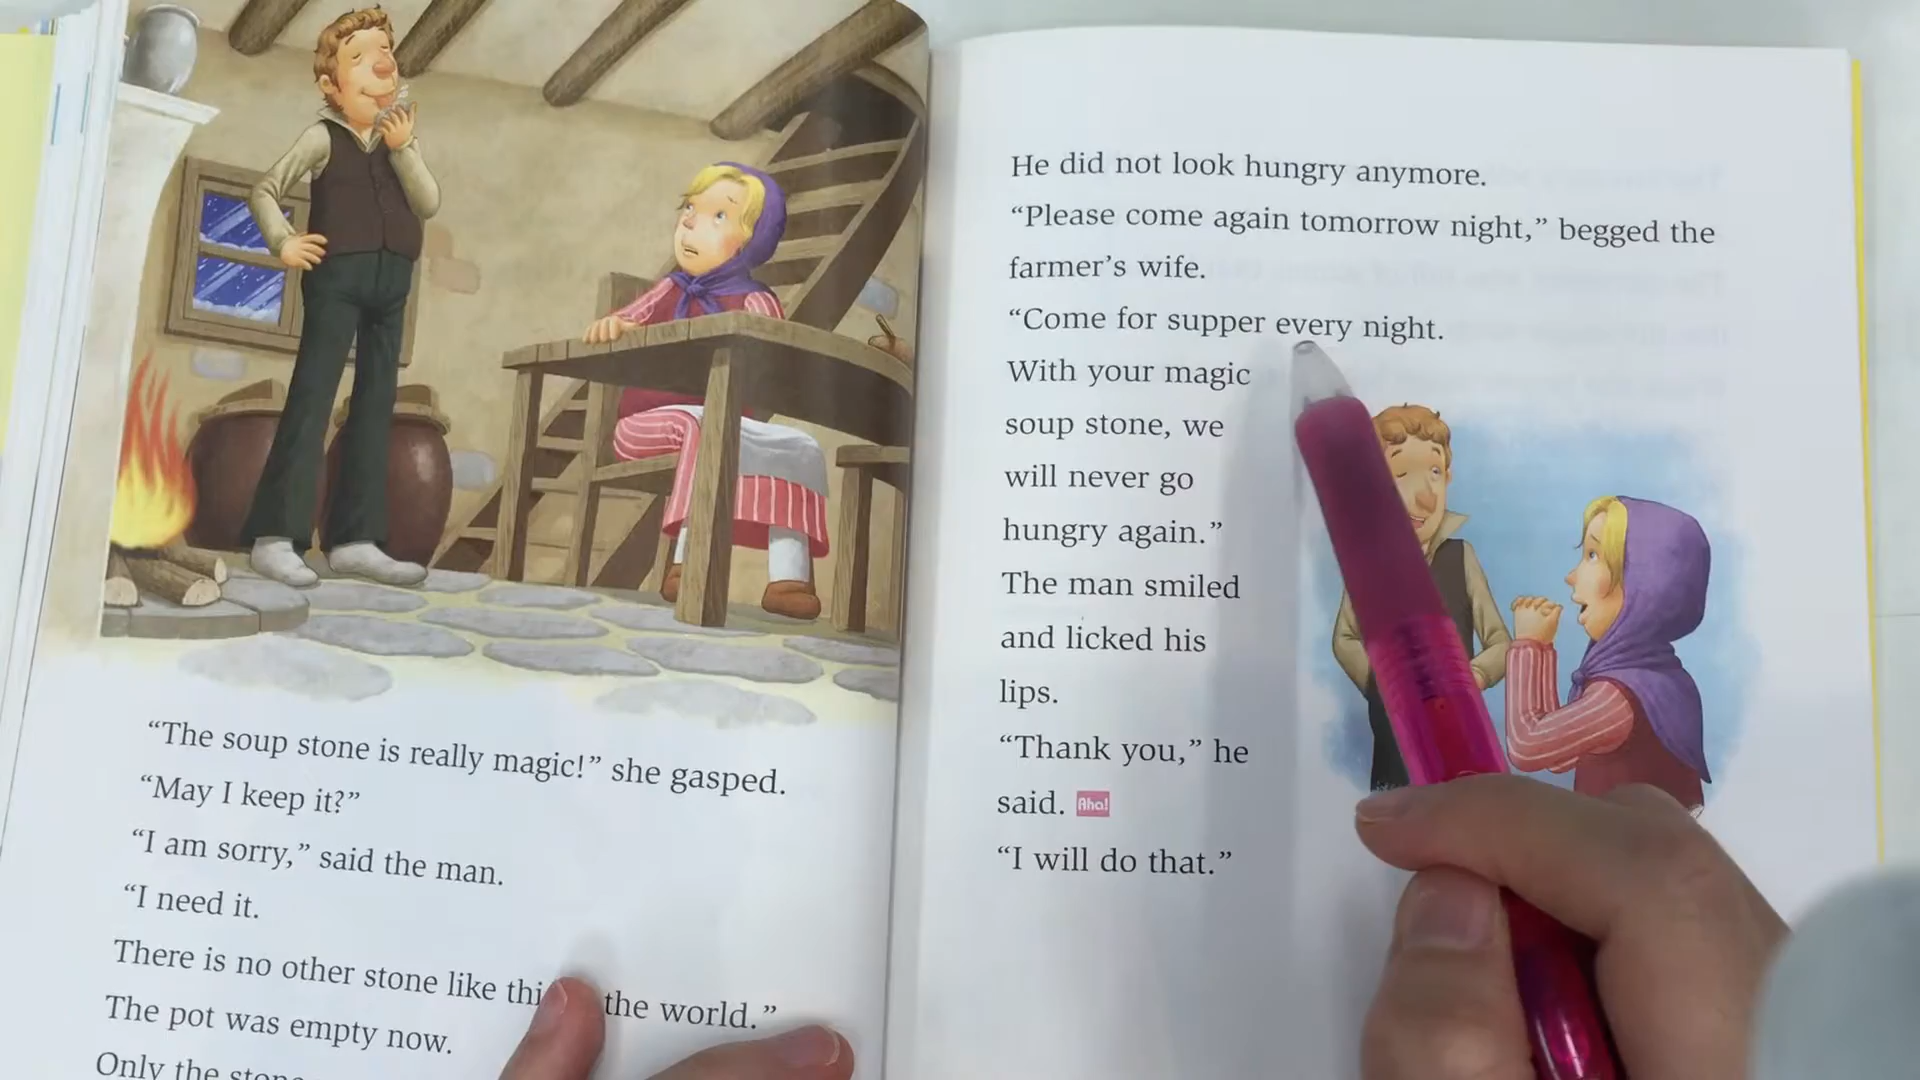 “The soup stone is really magic!” she gasped.
“May I keep it?”
“I am sorry,” said the man.
“I need it.
There is no other stone like the world.”
The pot was empty now.
Only the
He did not look hungry anymore.
“Please come again tomorrow night,” begged the
farmer’s wife.
“Come for supper every night.
With your magic
soup stone, we
will never go
hungry again.”
The man smiled
and licked his
lips.
“Thank you,” he
said. Aha!
“I will do that.”